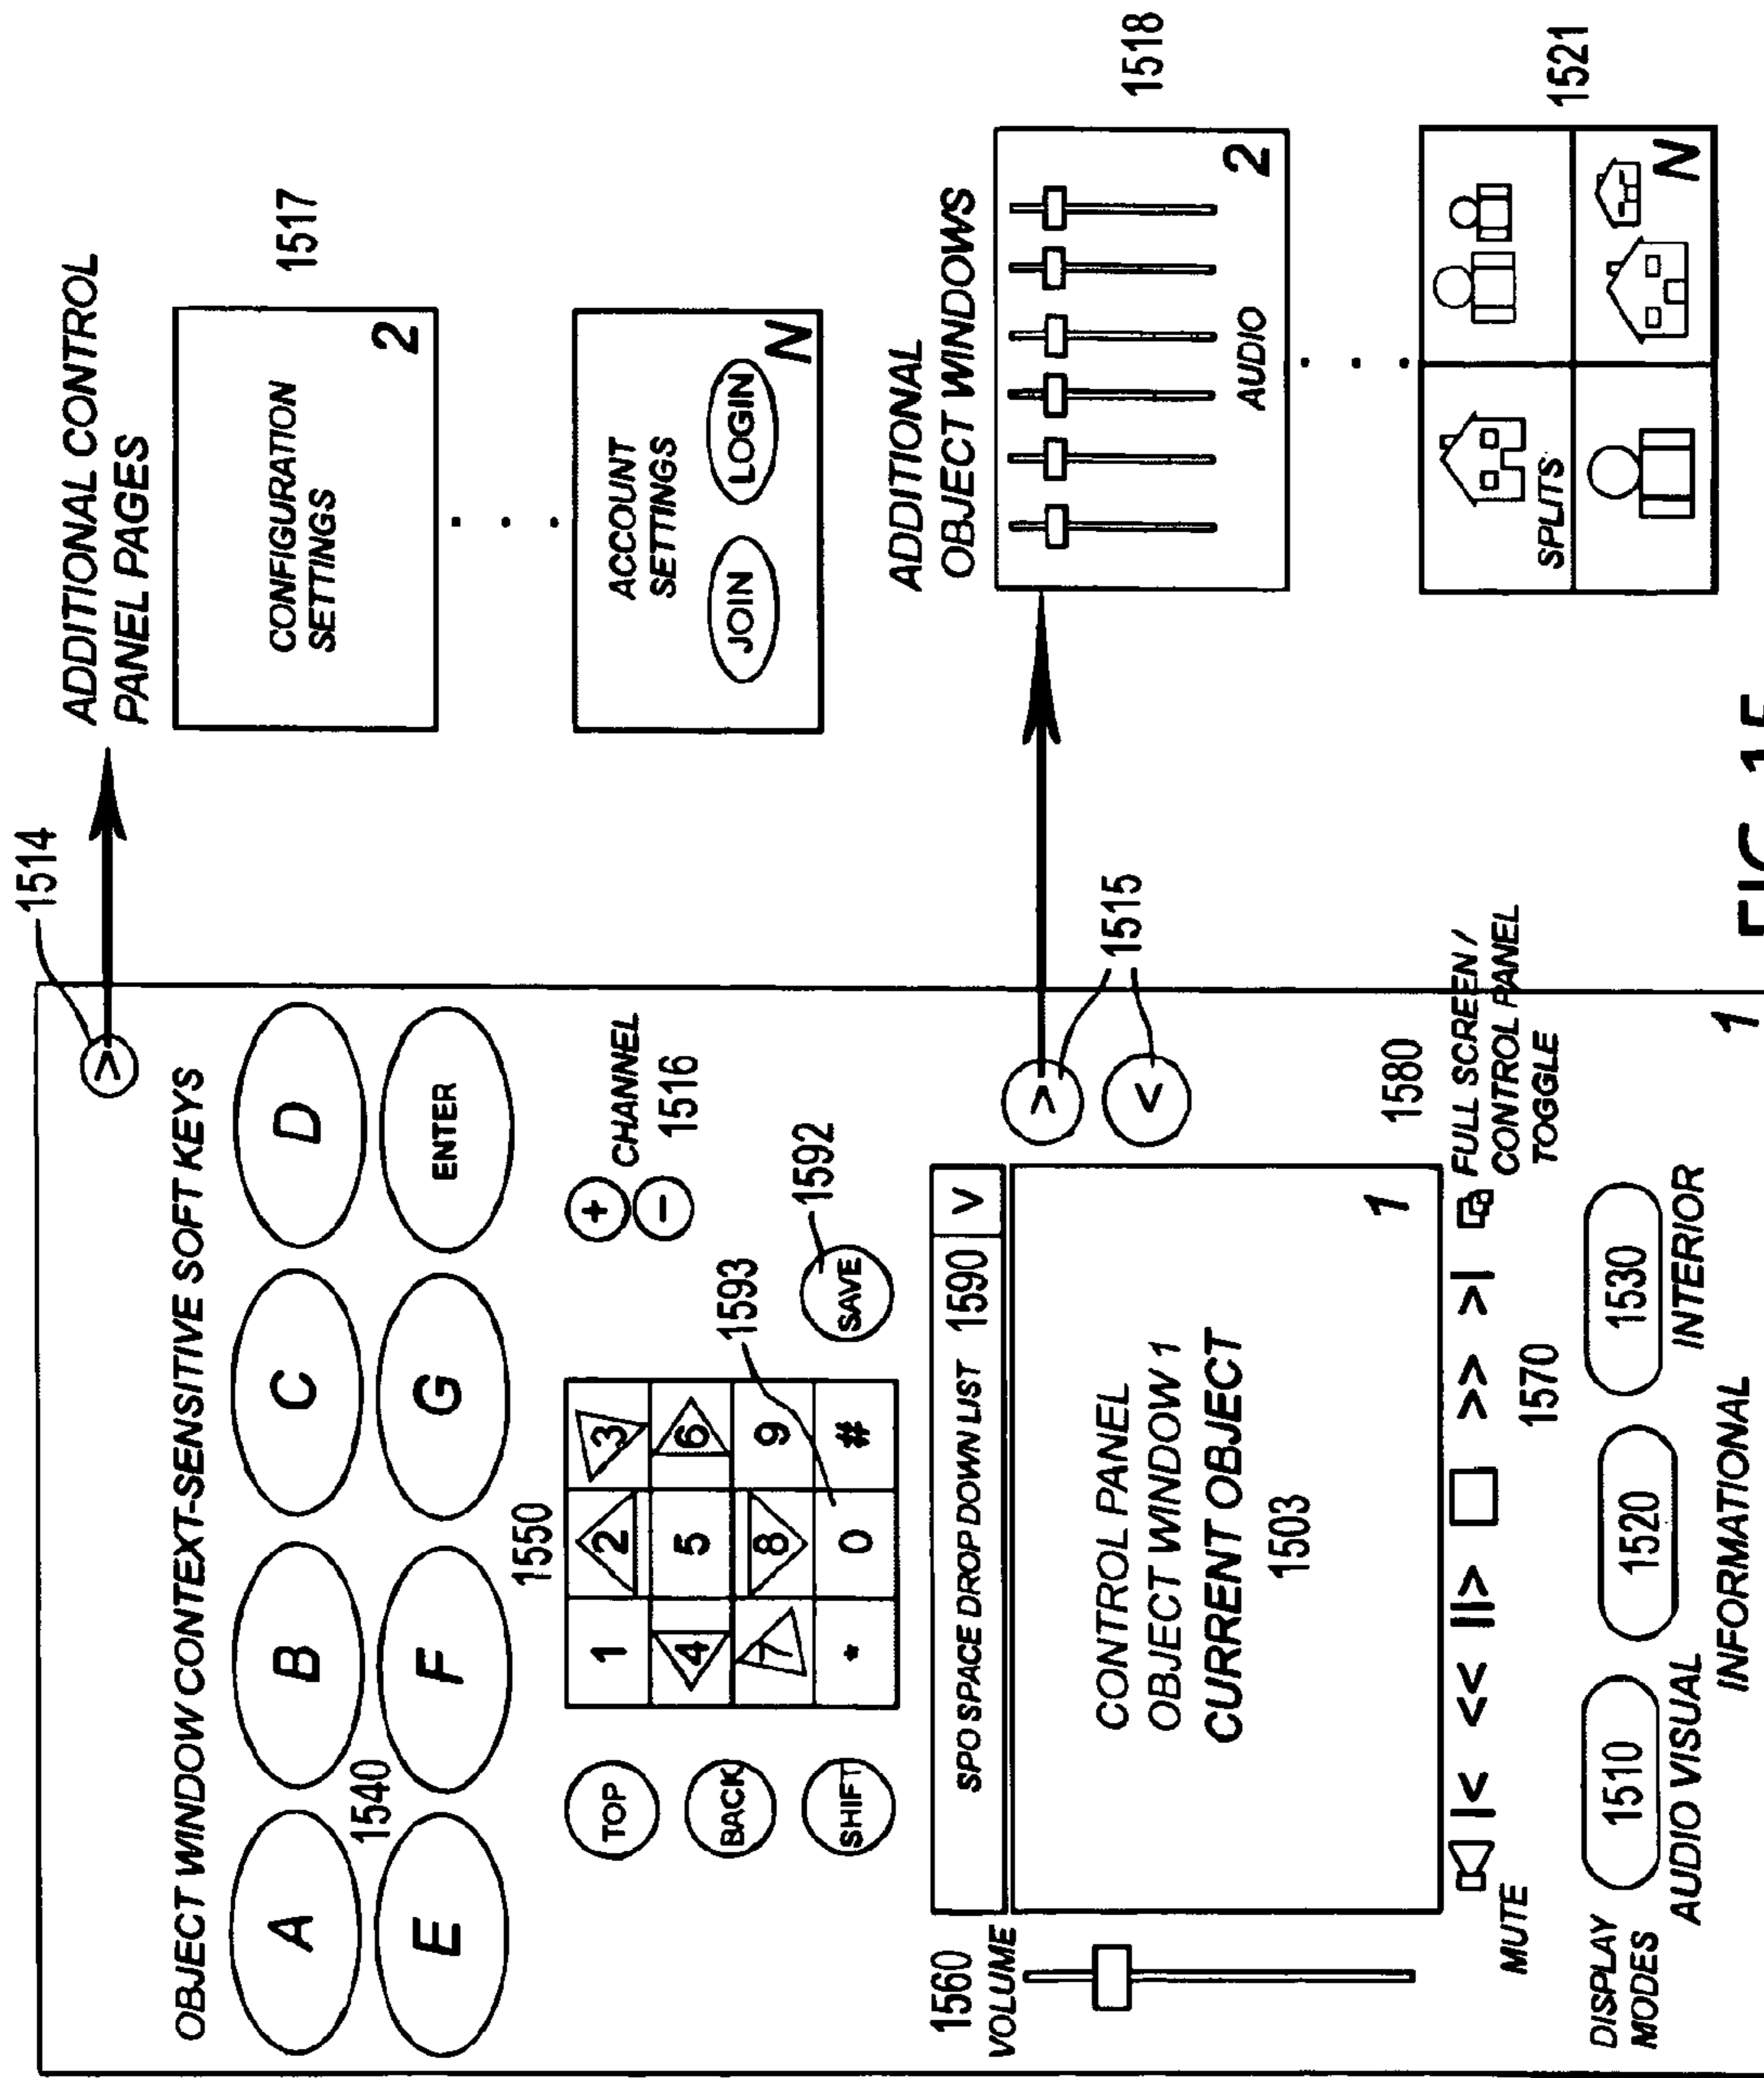 1514
>
OBJECT WINDOW CONTEXT-SENSITIVE SOFT KEYS
A B C D
1540
E F G ENTER
TOP
BACK
SHIFT
1550
1 2 3
4 5 6
7 8 9
* 0 #
1593
+
-
CHANNEL
1516
1592
SAVE
1560
VOLUME
SPO SPACE DROP DOWN LIST 1590 V
CONTROL PANEL
OBJECT WINDOW 1
CURRENT OBJECT
1503
1
>
<
1515
1580
MUTE
|< << ||> >> >|
1570
FULL SCREEN /
CONTROL PANEL
TOGGLE
DISPLAY
MODES
1510 1520 1530
AUDIO VISUAL
INFORMATIONAL
INTERIOR
1
ADDITIONAL CONTROL
PANEL PAGES
CONFIGURATION
SETTINGS
2
1517
. . .
ACCOUNT
SETTINGS
JOIN LOGIN
N
ADDITIONAL
OBJECT WINDOWS
AUDIO
2
1518
. . .
SPLITS
N
1521